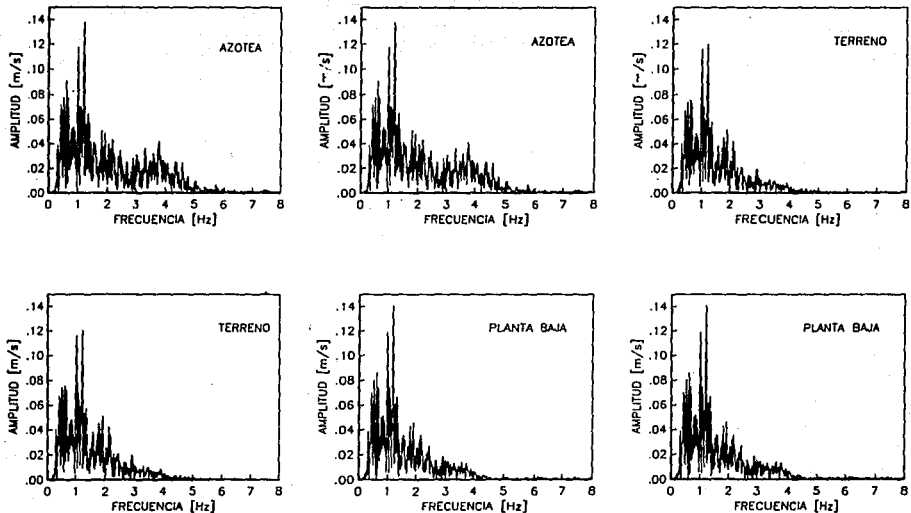 AMPLITUD [m/s]
.14
.12
.10
.08
.06
.04
.02
.00
AZOTEA
0 1 2 3 4 5 6 7 8
FRECUENCIA [Hz]
AMPLITUD [~/s]
.14
.12
.10
.08
.06
.04
.02
.00
AZOTEA
0 1 2 3 4 5 6 7 8
FRECUENCIA [Hz]
AMPLITUD [~/s]
.14
.12
.10
.08
.06
.04
.02
.00
TERRENO
0 1 2 3 4 5 6 7 8
FRECUENCIA [Hz]
AMPLITUD [m/s]
.14
.12
.10
.08
.06
.04
.02
.00
TERRENO
0 1 2 3 4 5 6 7 8
FRECUENCIA [Hz]
AMPLITUD [m/s]
.14
.12
.10
.08
.06
.04
.02
.00
PLANTA BAJA
0 1 2 3 4 5 6 7 8
FRECUENCIA [Hz]
AMPLITUD [m/s]
.14
.12
.10
.08
.06
.04
.02
.00
PLANTA BAJA
0 1 2 3 4 5 6 7 8
FRECUENCIA [Hz]